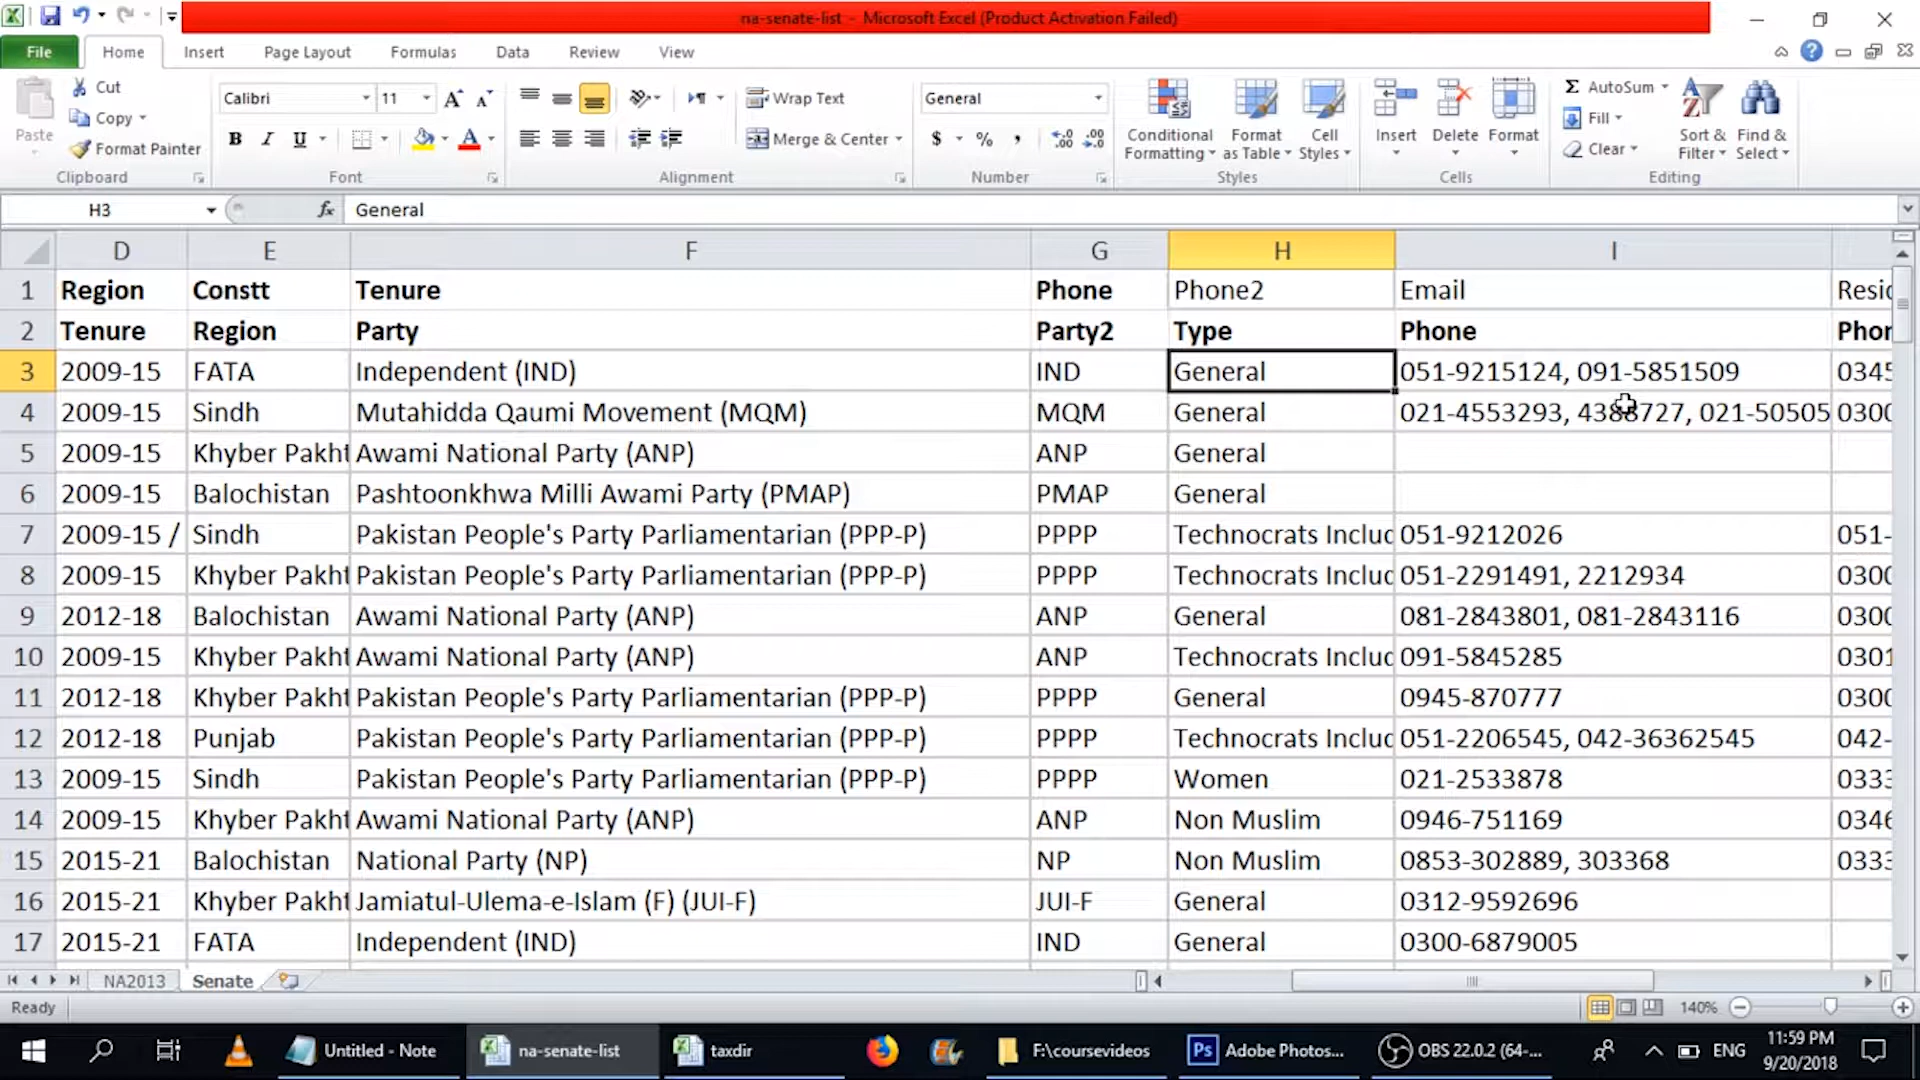 na-senate-list - Microsoft Excel (Product Activation Failed)
File Home Insert Page Layout Formulas Data Review View
Paste Cut Copy Format Painter
Calibri 11 B I U
Wrap Text Merge & Center
General $ % ,
Conditional Formatting Format as Table Cell Styles
Insert Delete Format
Σ AutoSum Fill Clear Sort & Filter Find & Select
Clipboard Font Alignment Number Styles Cells Editing
H3 fx General
D E F G H I
1 Region Constt Tenure Phone Phone2 Email
2 Tenure Region Party Party2 Type Phone
3 2009-15 FATA Independent (IND) IND General 051-9215124, 091-5851509 0345
4 2009-15 Sindh Mutahidda Qaumi Movement (MQM) MQM General 021-4553293, 4388727, 021-50505 0300
5 2009-15 Khyber Pakht Awami National Party (ANP) ANP General
6 2009-15 Balochistan Pashtoonkhwa Milli Awami Party (PMAP) PMAP General
7 2009-15 / Sindh Pakistan People's Party Parliamentarian (PPP-P) PPPP Technocrats Includ 051-9212026 051-
8 2009-15 Khyber Pakht Pakistan People's Party Parliamentarian (PPP-P) PPPP Technocrats Includ 051-2291491, 2212934 0300
9 2012-18 Balochistan Awami National Party (ANP) ANP General 081-2843801, 081-2843116 0300
10 2009-15 Khyber Pakht Awami National Party (ANP) ANP Technocrats Includ 091-5845285 0301
11 2012-18 Khyber Pakht Pakistan People's Party Parliamentarian (PPP-P) PPPP General 0945-870777 0300
12 2012-18 Punjab Pakistan People's Party Parliamentarian (PPP-P) PPPP Technocrats Includ 051-2206545, 042-36362545 042-
13 2009-15 Sindh Pakistan People's Party Parliamentarian (PPP-P) PPPP Women 021-2533878 0333
14 2009-15 Khyber Pakht Awami National Party (ANP) ANP Non Muslim 0946-751169 0346
15 2015-21 Balochistan National Party (NP) NP Non Muslim 0853-302889, 303368 0333
16 2015-21 Khyber Pakht Jamiatul-Ulema-e-Islam (F) (JUI-F) JUI-F General 0312-9592696
17 2015-21 FATA Independent (IND) IND General 0300-6879005
NA2013 Senate
Ready 140%
Untitled - Note na-senate-list taxdir F:\coursevideos Ps Adobe Photos... OBS 22.0.2 (64-... ENG 11:59 PM
9/20/2018